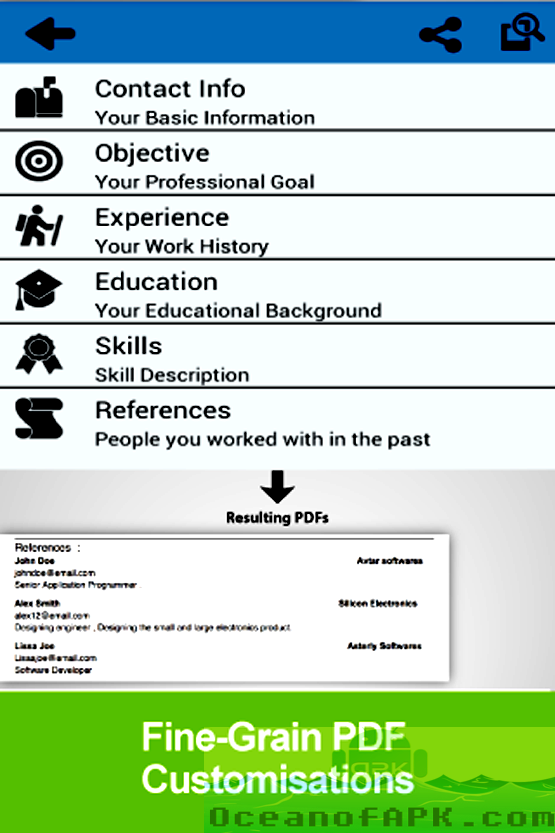 Contact Info
Your Basic Information
Objective
Your Professional Goal
Experience
Your Work History
Education
Your Educational Background
Skills
Skill Description
References
People you worked with in the past
Resulting PDFs
References :
John Doe Avtar softwares
johndoe@email.com
Senior Application Programmer
Alex Smith Silicon Electronics
alex12@email.com
Designing engineer , Designing the small and large electronics product.
Lissa Joe Asterly Softwares
Lissajoe@email.com
Software Developer
Fine-Grain PDF
Customisations
APK
OceanofAPK.com